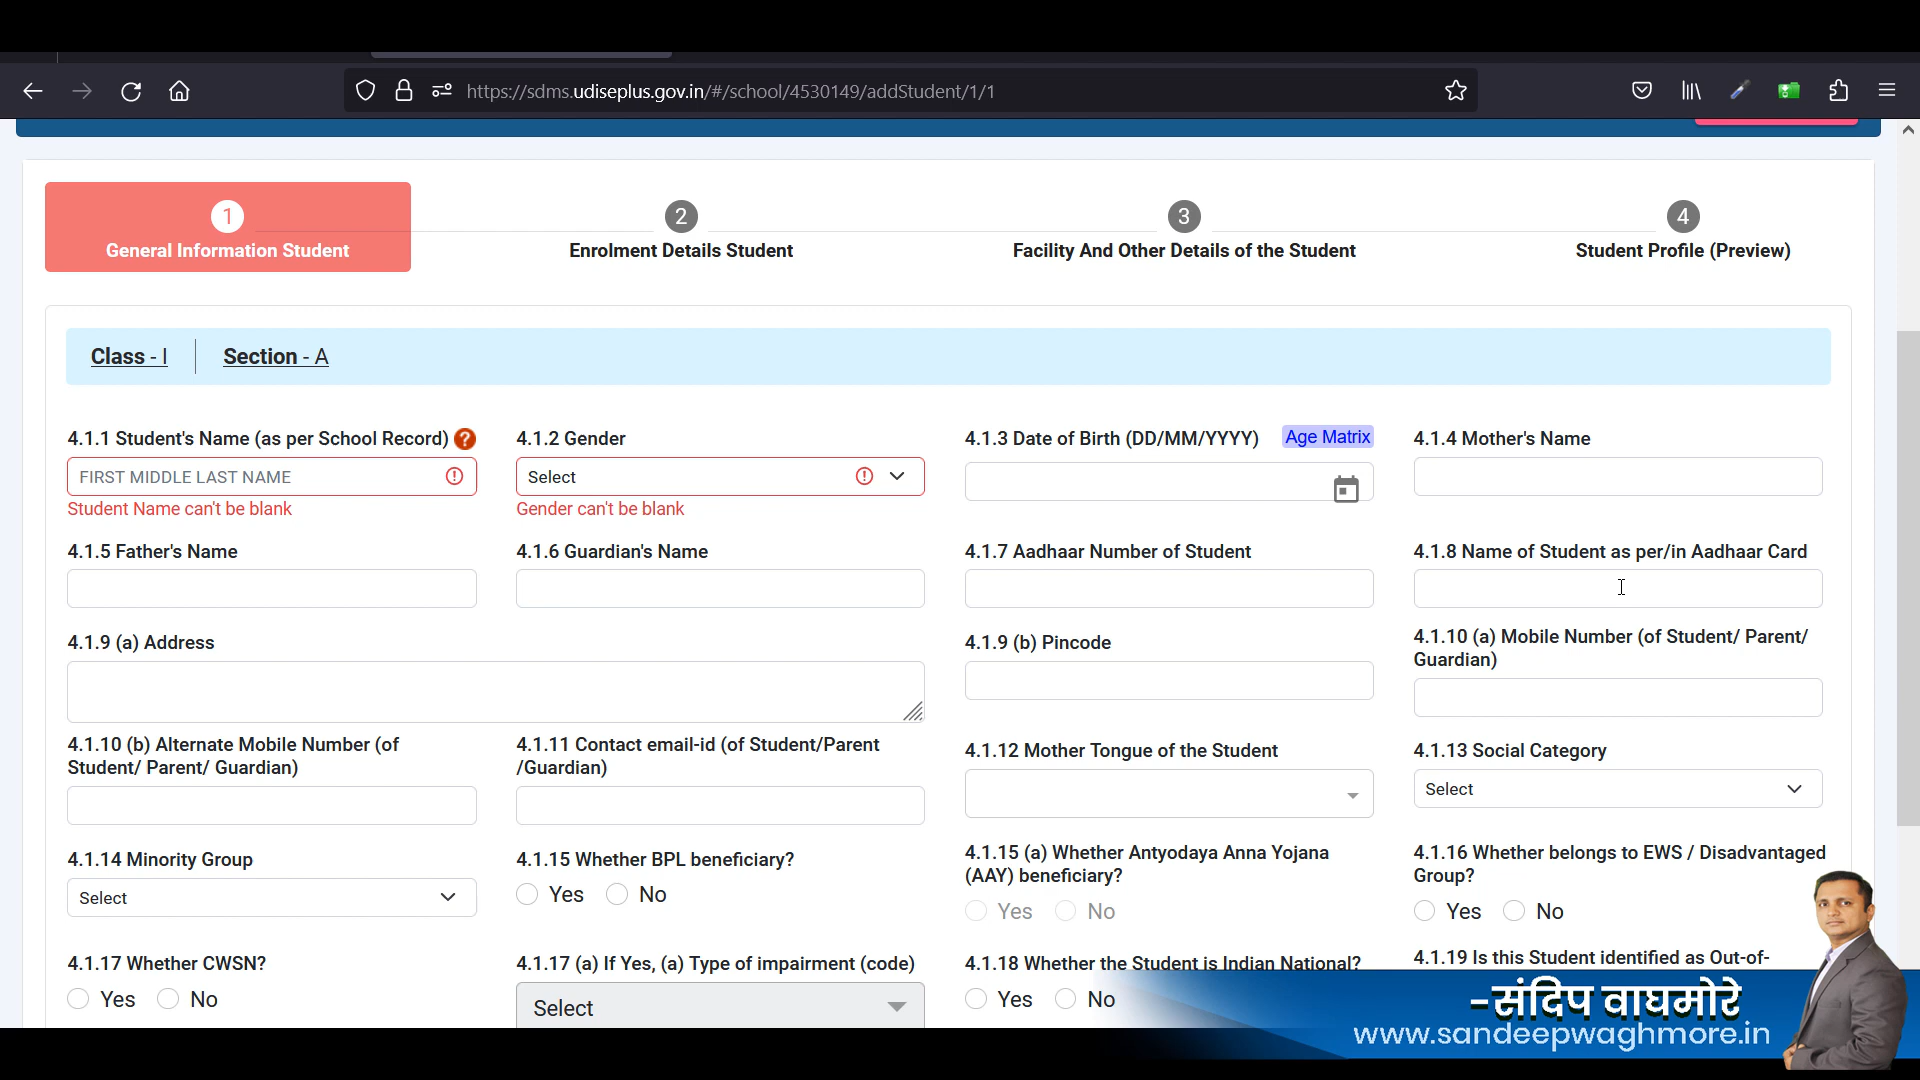 https://sdms.udiseplus.gov.in/#/school/4530149/addStudent/1/1
1
2
3
4
General Information Student
Enrolment Details Student
Facility And Other Details of the Student
Student Profile (Preview)
Class - I
Section - A
4.1.1 Student's Name (as per School Record) ?
4.1.2 Gender
4.1.3 Date of Birth (DD/MM/YYYY)
Age Matrix
4.1.4 Mother's Name
FIRST MIDDLE LAST NAME
Select
Student Name can't be blank
Gender can't be blank
4.1.5 Father's Name
4.1.6 Guardian's Name
4.1.7 Aadhaar Number of Student
4.1.8 Name of Student as per/in Aadhaar Card
4.1.9 (a) Address
4.1.9 (b) Pincode
4.1.10 (a) Mobile Number (of Student/ Parent/
Guardian)
4.1.10 (b) Alternate Mobile Number (of
Student/ Parent/ Guardian)
4.1.11 Contact email-id (of Student/Parent
/Guardian)
4.1.12 Mother Tongue of the Student
4.1.13 Social Category
Select
4.1.14 Minority Group
Select
4.1.15 Whether BPL beneficiary?
Yes No
4.1.15 (a) Whether Antyodaya Anna Yojana
(AAY) beneficiary?
Yes No
4.1.16 Whether belongs to EWS / Disadvantaged
Group?
Yes No
4.1.17 Whether CWSN?
Yes No
4.1.17 (a) If Yes, (a) Type of impairment (code)
Select
4.1.18 Whether the Student is Indian National?
Yes No
4.1.19 Is this Student identified as Out-of-
-संदिप वाघमोरे
www.sandeepwaghmore.in